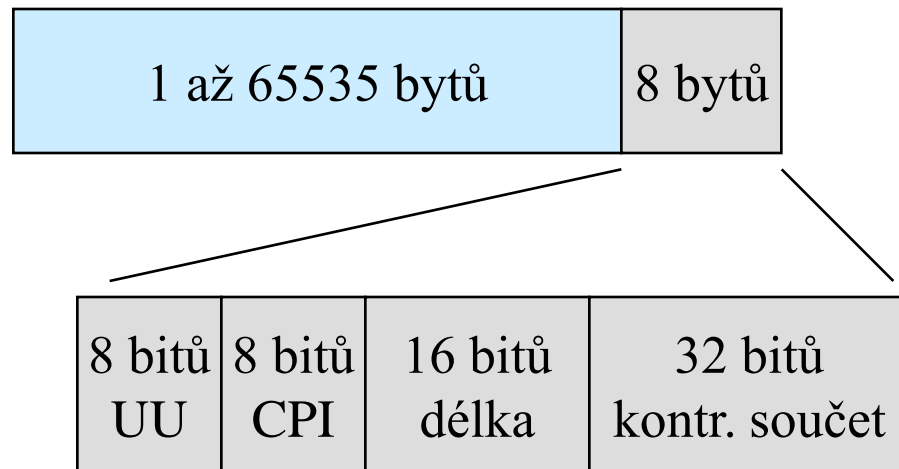 1 až 65535 bytů
8 bytů
8 bitů
UU
8 bitů
CPI
16 bitů
délka
32 bitů
kontr. součet